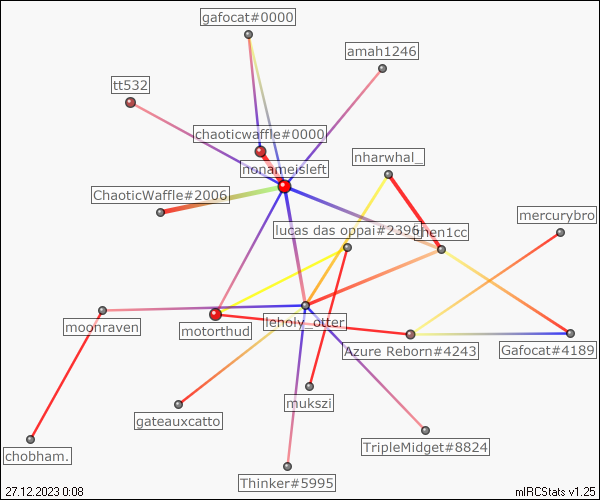 gafocat#0000
amah1246
tt532
chaoticwaffle#0000
nharwhal_
nonameisleft
ChaoticWaffle#2006
mercurybro
lucas das oppai#2396
chen1cc
leholy_otter
moonraven
motorthud
Azure Reborn#4243
Gafocat#4189
mukszi
gateauxcatto
TripleMidget#8824
chobham.
Thinker#5995
27.12.2023 0:08
mIRCStats v1.25